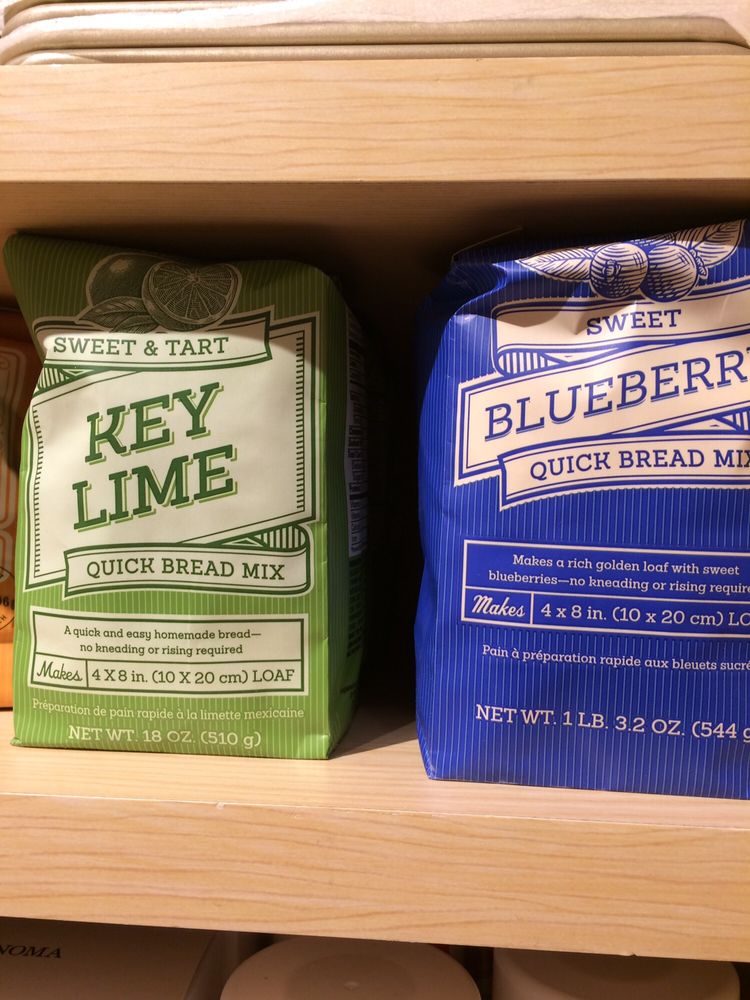 SWEET & TART
KEY
LIME
QUICK BREAD MIX
A quick and easy homemade bread—
no kneading or rising required
Makes 4 X 8 in. (10 X 20 cm) LOAF
Préparation de pain rapide à la limette mexicaine
NET WT. 18 OZ. (510 g)
SWEET
BLUEBERR
QUICK BREAD MIX
Makes a rich golden loaf with sweet
blueberries—no kneading or rising require
Makes 4 x 8 in. (10 x 20 cm) LO
Pain à préparation rapide aux bleuets sucré
NET WT. 1 LB. 3.2 OZ. (544 g
NOMA